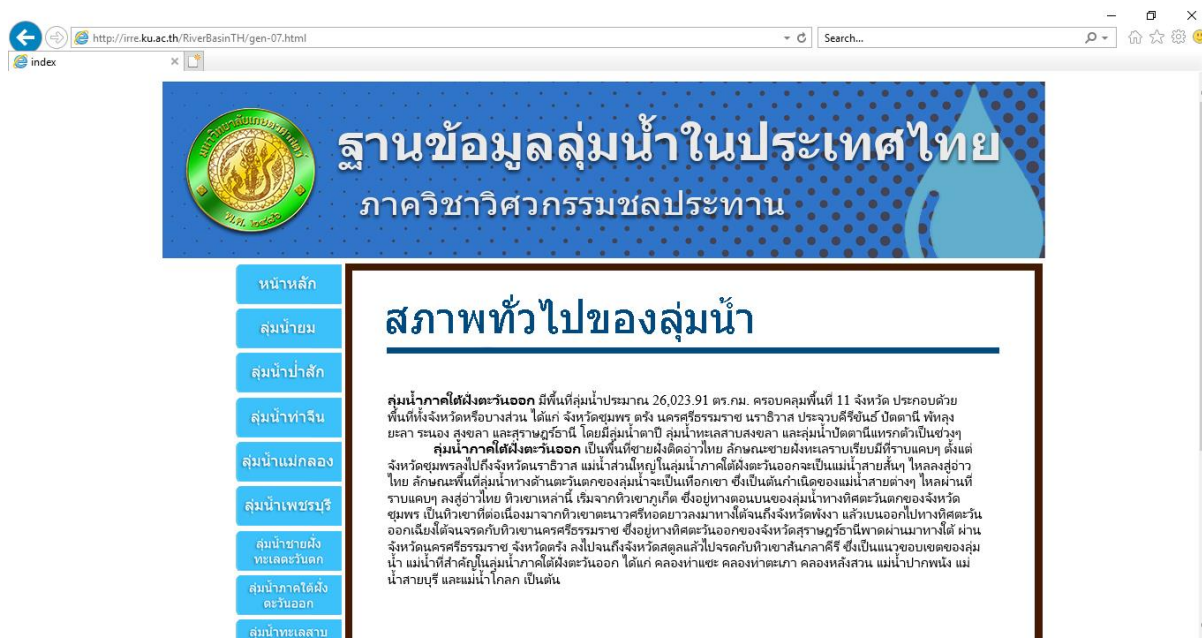 http://irre.ku.ac.th/RiverBasinTH/gen-07.html
Search...
index
มหาวิทยาลัยเกษตรศาสตร์
พ.ศ. ๒๔๘๖
ฐานข้อมูลลุ่มน้ำในประเทศไทย
ภาควิชาวิศวกรรมชลประทาน
หน้าหลัก
ลุ่มน้ำยม
ลุ่มน้ำป่าสัก
ลุ่มน้ำท่าจีน
ลุ่มน้ำแม่กลอง
ลุ่มน้ำเพชรบุรี
ลุ่มน้ำชายฝั่ง
ทะเลตะวันตก
ลุ่มน้ำภาคใต้ฝั่ง
ตะวันออก
ลุ่มน้ำทะเลสาบ
สภาพทั่วไปของลุ่มน้ำ
ลุ่มน้ำภาคใต้ฝั่งตะวันออก มีพื้นที่ลุ่มน้ำประมาณ 26,023.91 ตร.กม. ครอบคลุมพื้นที่ 11 จังหวัด ประกอบด้วย
พื้นที่ทั้งจังหวัดหรือบางส่วน ได้แก่ จังหวัดชุมพร ตรัง นครศรีธรรมราช นราธิวาส ประจวบคีรีขันธ์ ปัตตานี พัทลุง
ยะลา ระนอง สงขลา และสุราษฎร์ธานี โดยมีลุ่มน้ำตาปี ลุ่มน้ำทะเลสาบสงขลา และลุ่มน้ำปัตตานีแทรกตัวเป็นช่วงๆ
ลุ่มน้ำภาคใต้ฝั่งตะวันออก เป็นพื้นที่ชายฝั่งติดอ่าวไทย ลักษณะชายฝั่งทะเลราบเรียบมีที่ราบแคบๆ ตั้งแต่
จังหวัดชุมพรลงไปถึงจังหวัดนราธิวาส แม่น้ำส่วนใหญ่ในลุ่มน้ำภาคใต้ฝั่งตะวันออกจะเป็นแม่น้ำสายสั้นๆ ไหลลงสู่อ่าว
ไทย ลักษณะพื้นที่ลุ่มน้ำทางด้านตะวันตกของลุ่มน้ำจะเป็นเทือกเขา ซึ่งเป็นต้นกำเนิดของแม่น้ำสายต่างๆ ไหลผ่านที่
ราบแคบๆ ลงสู่อ่าวไทย ทิวเขาเหล่านี้ เริ่มจากทิวเขาภูเก็ต ซึ่งอยู่ทางตอนบนของลุ่มน้ำทางทิศตะวันตกของจังหวัด
ชุมพร เป็นทิวเขาที่ต่อเนื่องมาจากทิวเขาตะนาวศรีทอดยาวลงมาทางใต้จนถึงจังหวัดพังงา แล้วเบนออกไปทางทิศตะวัน
ออกเฉียงใต้จนจรดกับทิวเขานครศรีธรรมราช ซึ่งอยู่ทางทิศตะวันออกของจังหวัดสุราษฎร์ธานีพาดผ่านมาทางใต้ ผ่าน
จังหวัดนครศรีธรรมราช จังหวัดตรัง ลงไปจนถึงจังหวัดสตูลแล้วไปจรดกับทิวเขาสันกลาคีรี ซึ่งเป็นแนวขอบเขตของลุ่ม
น้ำ แม่น้ำที่สำคัญในลุ่มน้ำภาคใต้ฝั่งตะวันออก ได้แก่ คลองท่าแซะ คลองท่าตะเภา คลองหลังสวน แม่น้ำปากพนัง แม่
น้ำสายบุรี และแม่น้ำโกลก เป็นต้น